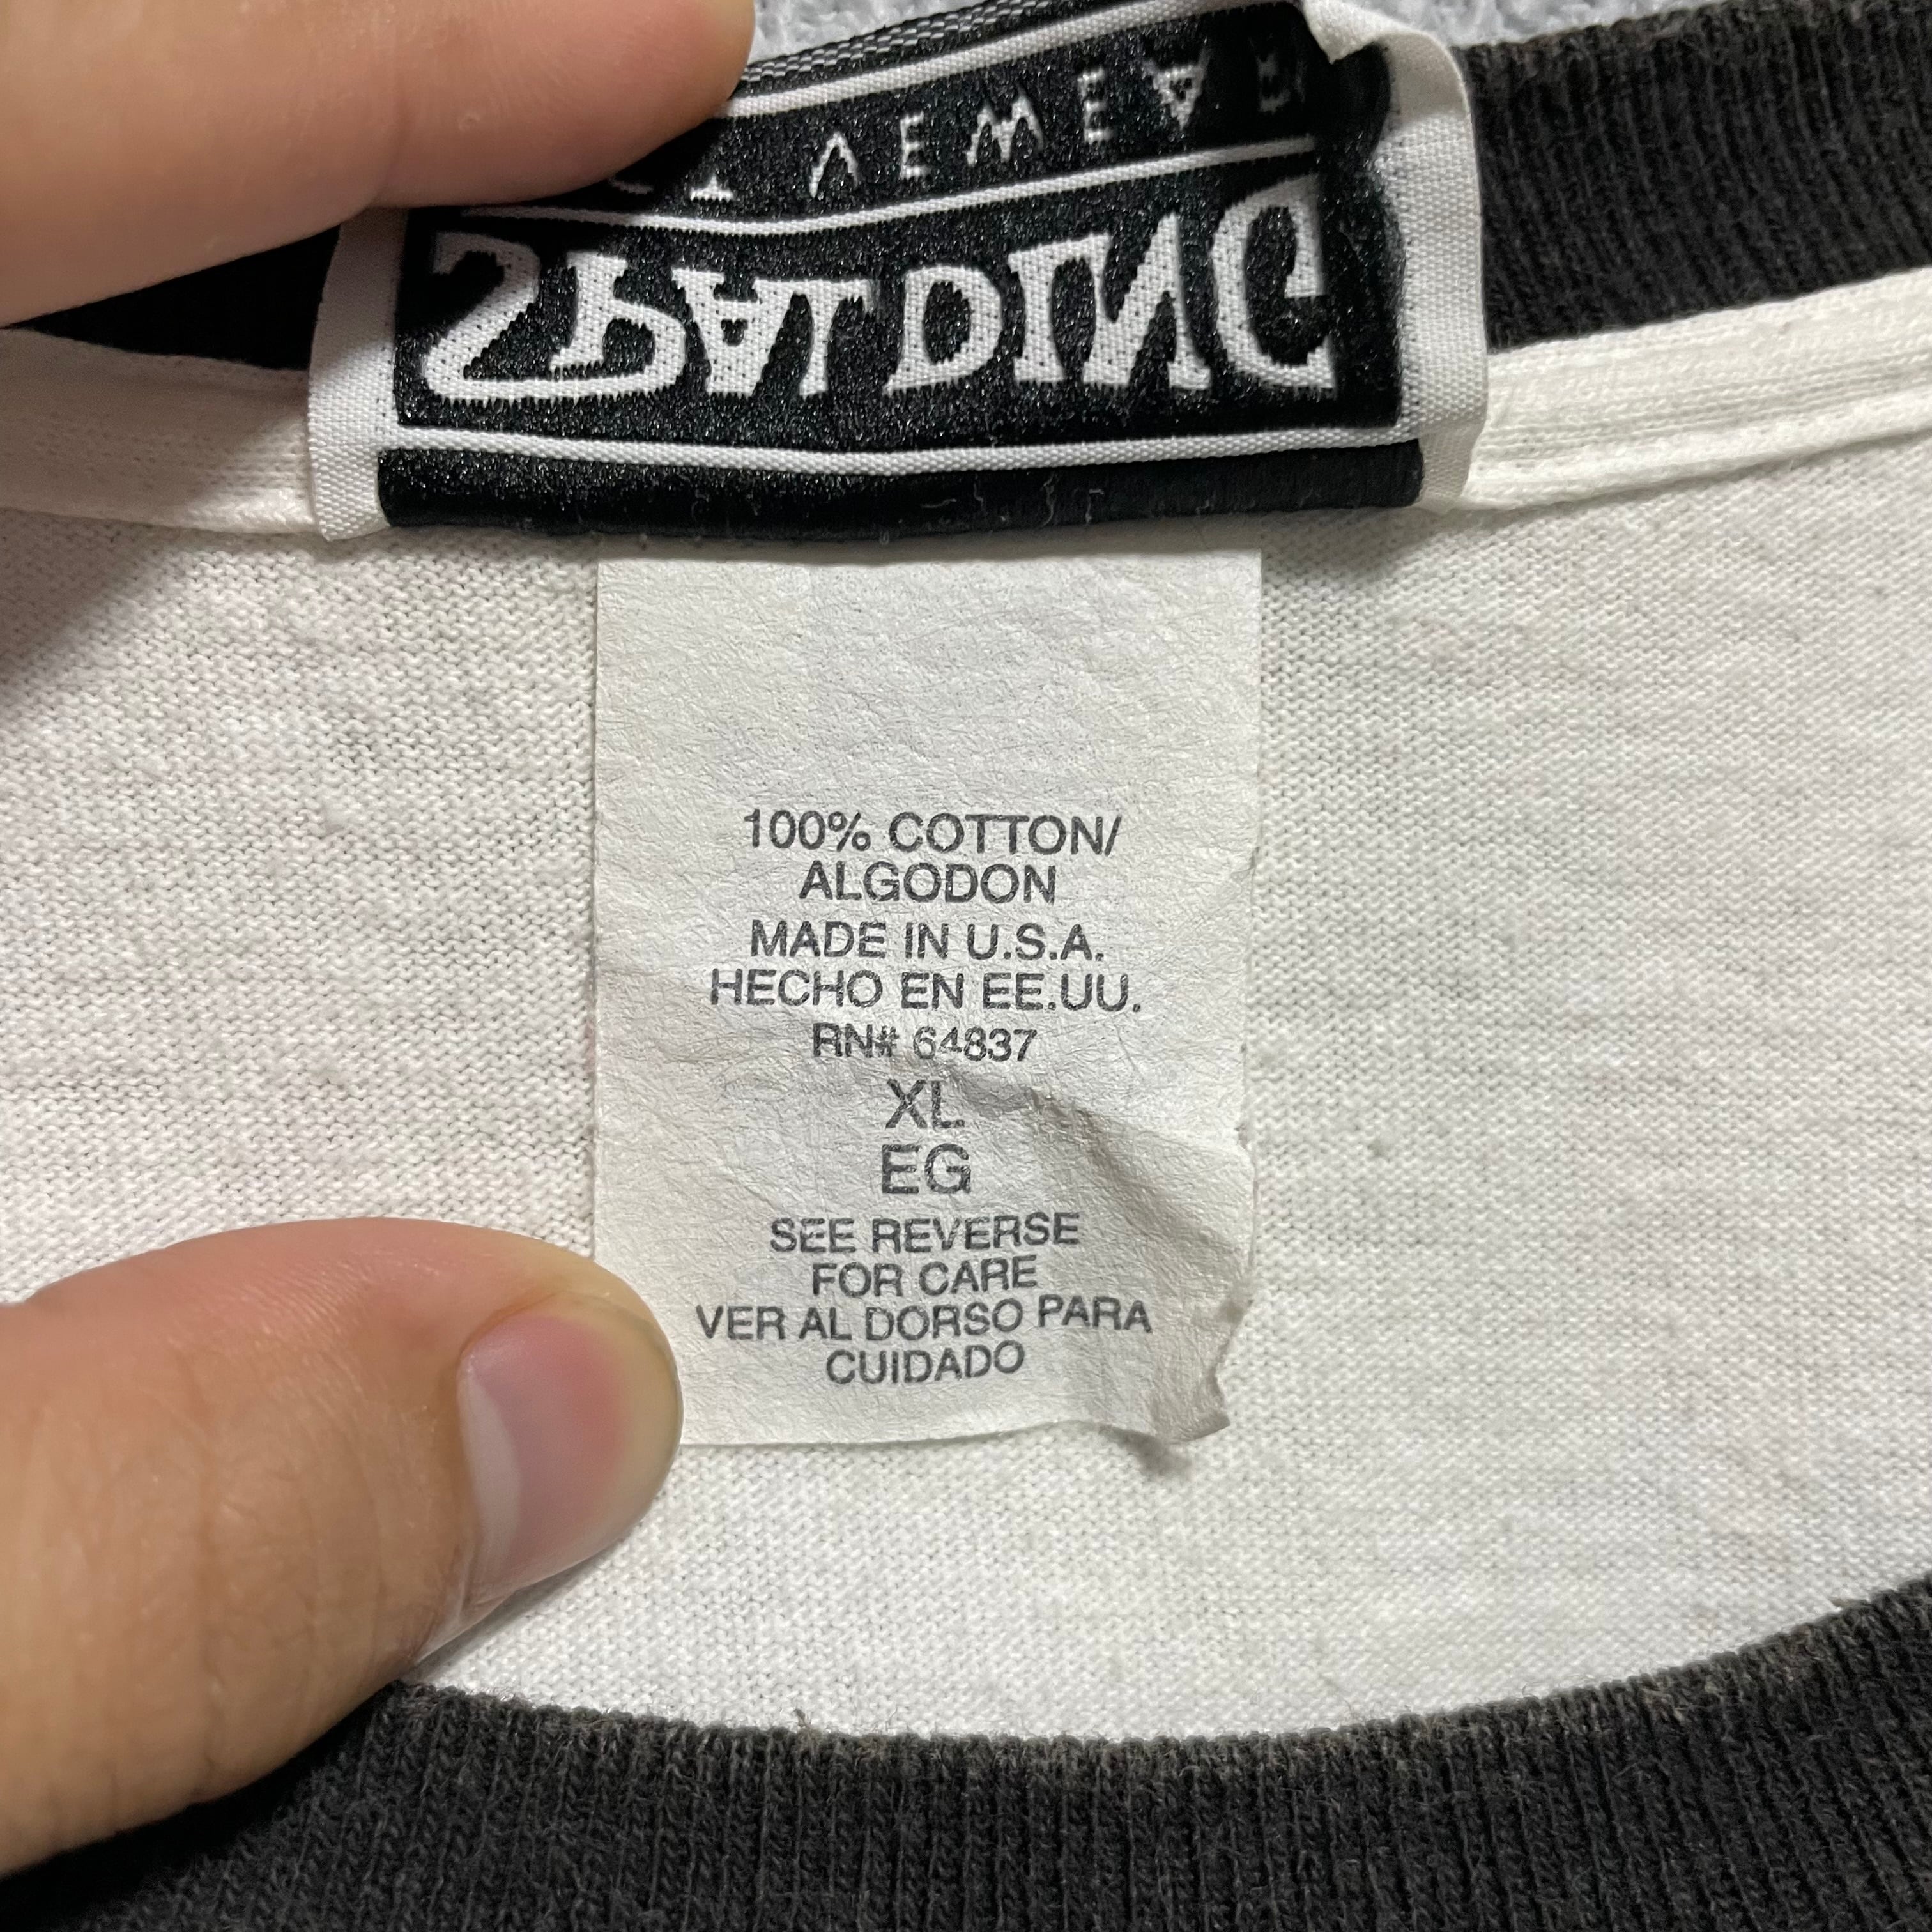 SPALDING
100% COTTON/
ALGODON
MADE IN U.S.A.
HECHO EN EE.UU.
RN# 64837
XL
EG
SEE REVERSE
FOR CARE
VER AL DORSO PARA
CUIDADO